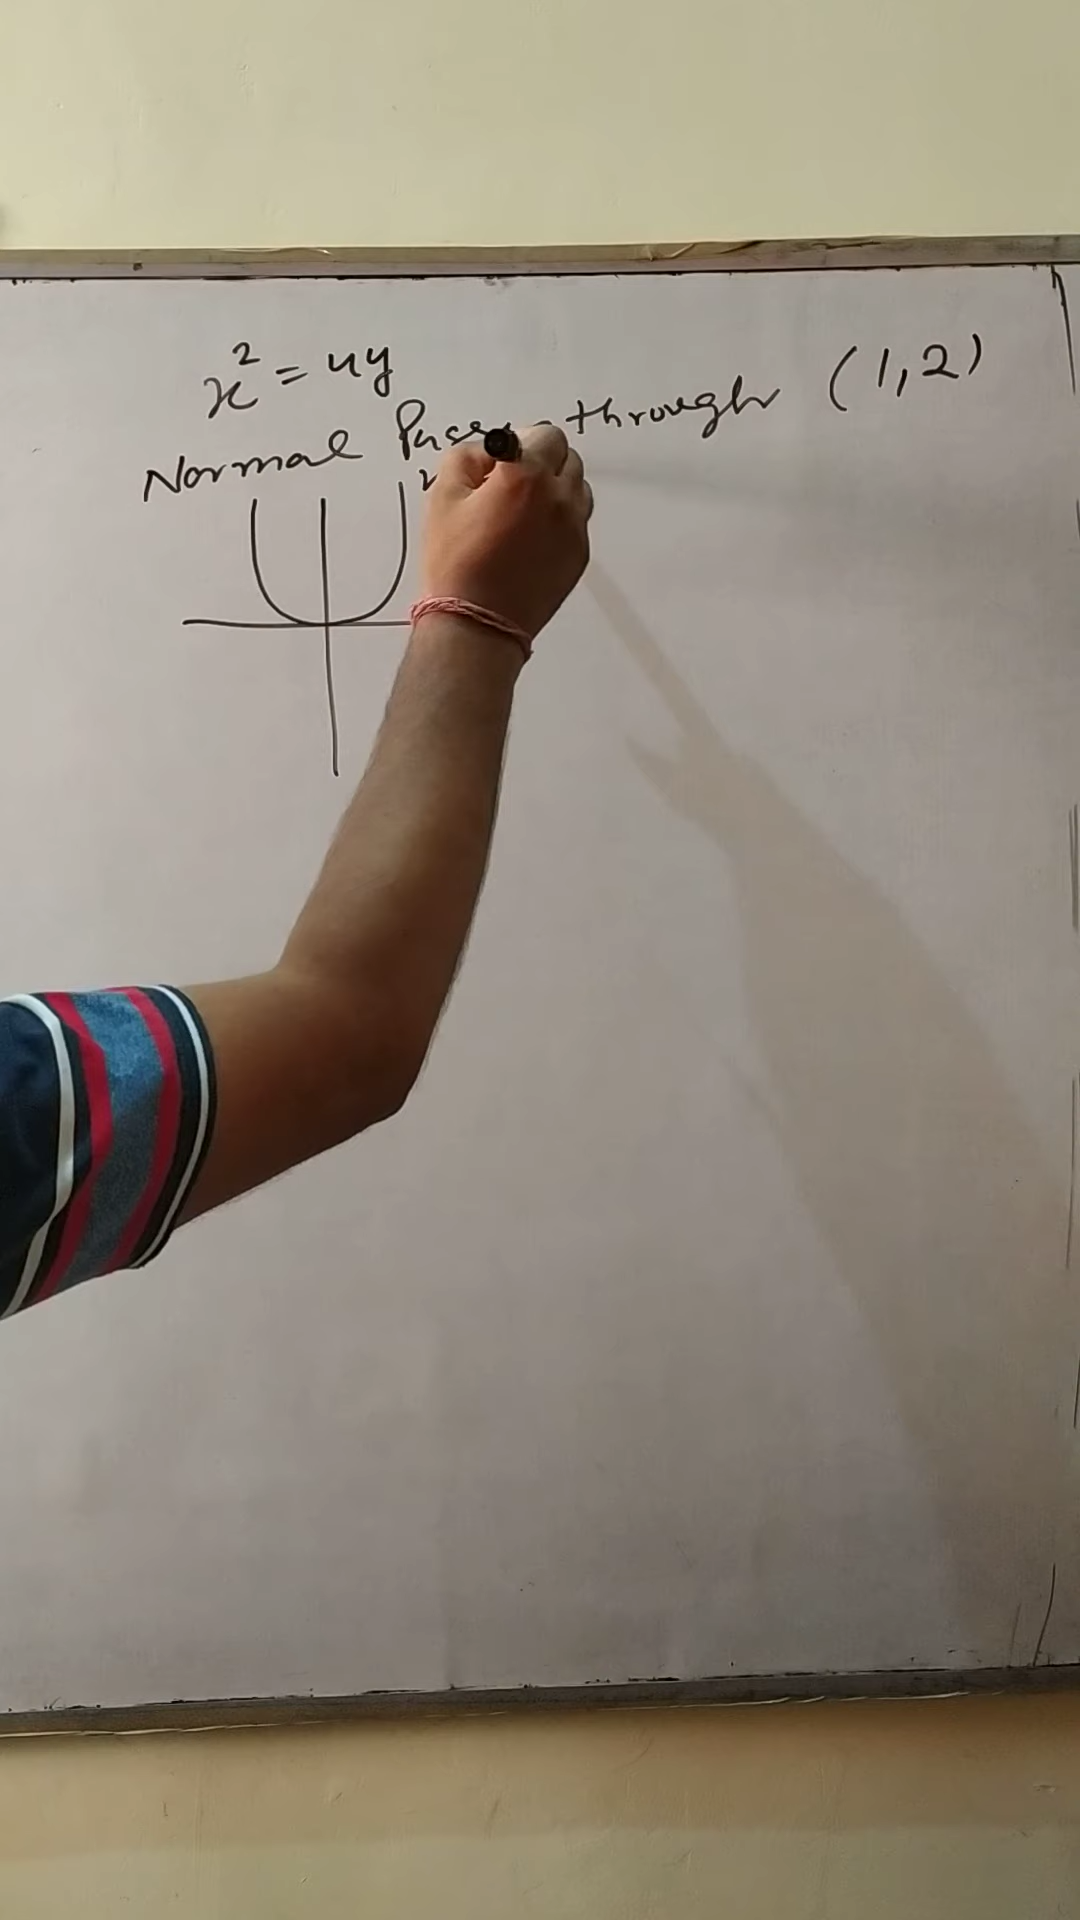 x² = 4y
Normal through (1,2)